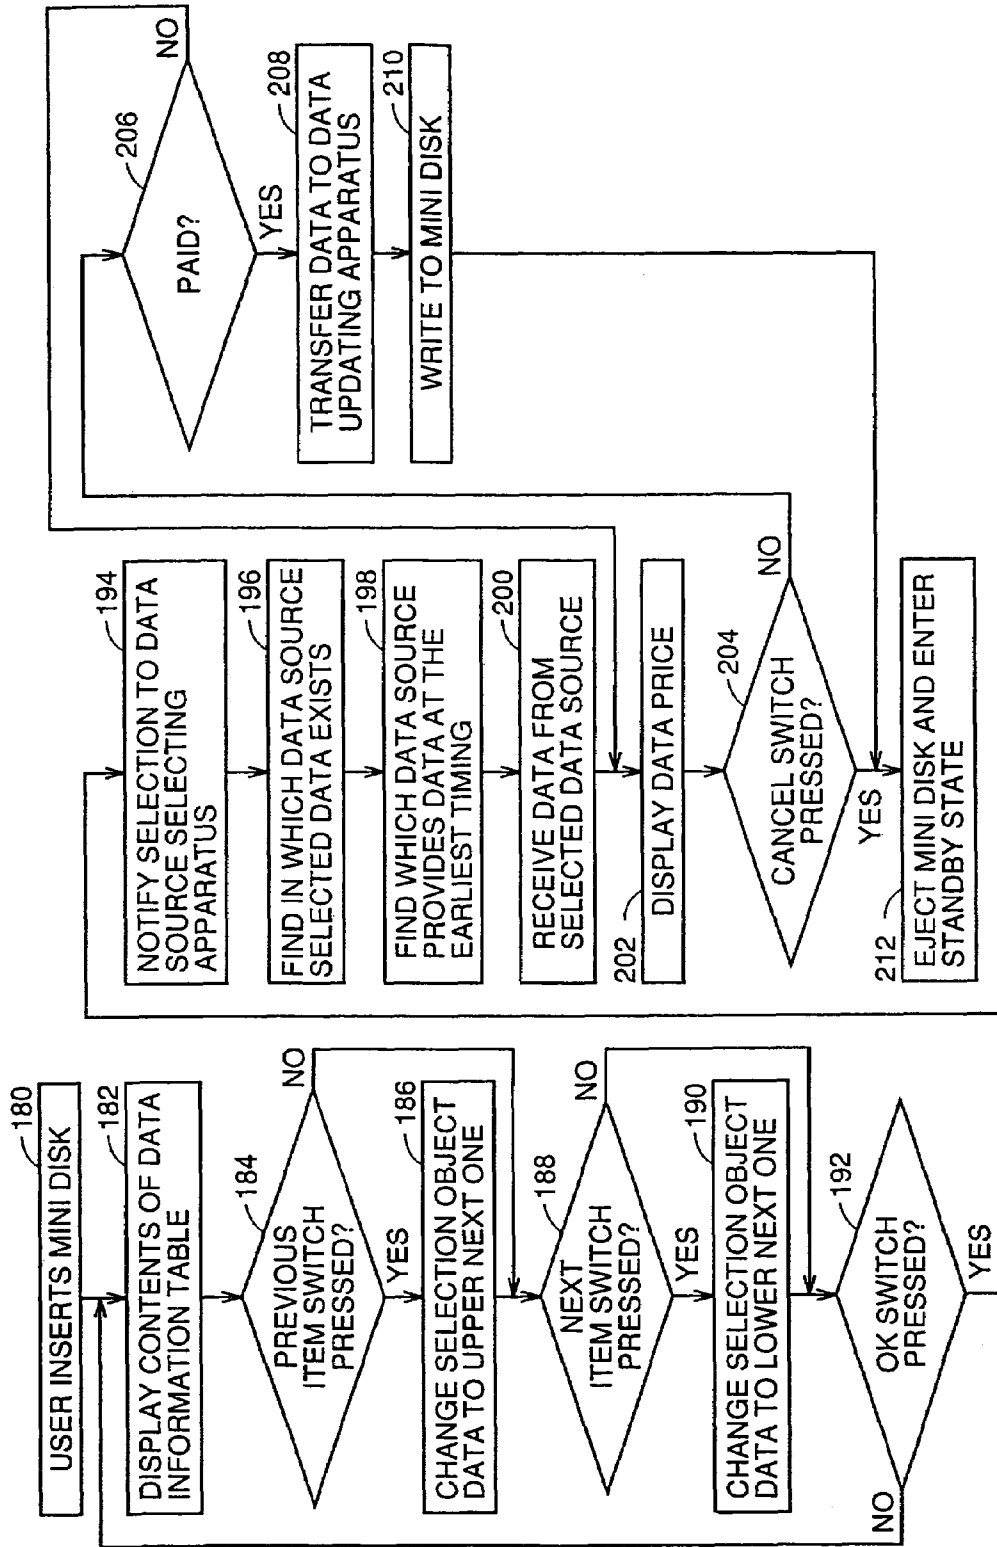 180
USER INSERTS MINI DISK
182
DISPLAY CONTENTS OF DATA
INFORMATION TABLE
184
PREVIOUS
ITEM SWITCH
PRESSED?
NO
YES
186
CHANGE SELECTION OBJECT
DATA TO UPPER NEXT ONE
188
NEXT
ITEM SWITCH
PRESSED?
NO
YES
190
CHANGE SELECTION OBJECT
DATA TO LOWER NEXT ONE
192
OK SWITCH
PRESSED?
NO
YES
194
NOTIFY SELECTION TO DATA
SOURCE SELECTING
APPARATUS
196
FIND IN WHICH DATA SOURCE
SELECTED DATA EXISTS
198
FIND WHICH DATA SOURCE
PROVIDES DATA AT THE
EARLIEST TIMING
200
RECEIVE DATA FROM
SELECTED DATA SOURCE
202
DISPLAY DATA PRICE
204
CANCEL SWITCH
PRESSED?
NO
YES
212
EJECT MINI DISK AND ENTER
STANDBY STATE
206
PAID?
NO
YES
208
TRANSFER DATA TO DATA
UPDATING APPARATUS
210
WRITE TO MINI DISK